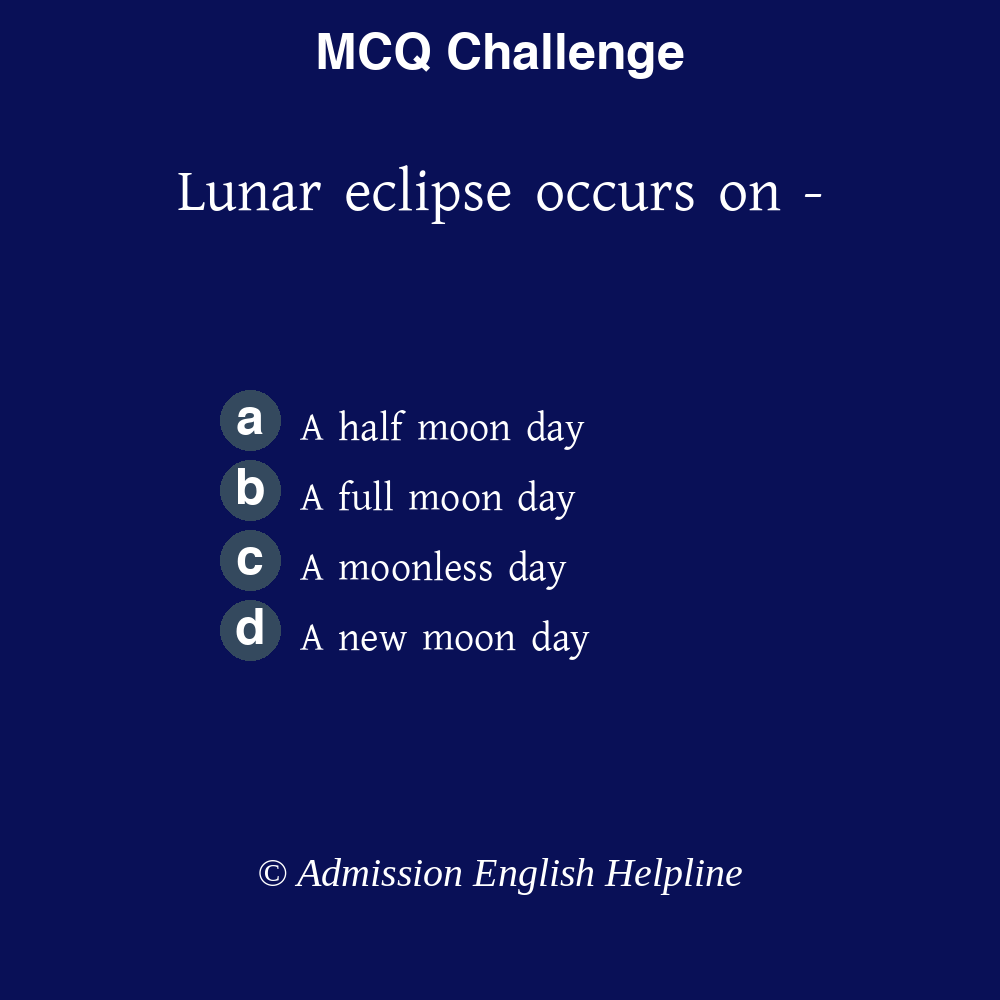 MCQ Challenge
Lunar eclipse occurs on -
a A half moon day
b A full moon day
c A moonless day
d A new moon day
© Admission English Helpline